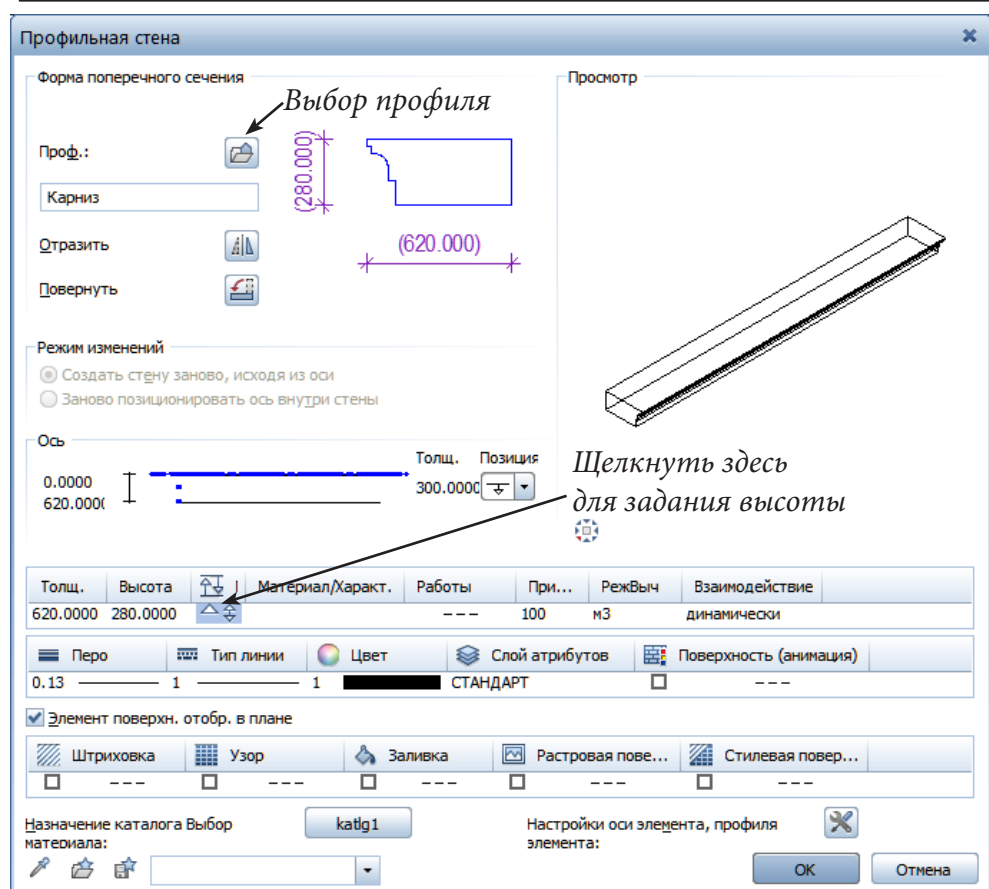 Профильная стена
Форма поперечного сечения
Просмотр
Выбор профиля
Проф.:
(280.000)
Карниз
Отразить
(620.000)
Повернуть
Режим изменений
Создать стену заново, исходя из оси
Заново позиционировать ось внутри стены
Ось
Толщ. Позиция
0.0000
300.0000
620.000(
Щелкнуть здесь
для задания высоты
Толщ. Высота Материал/Характ. Работы При... РежВыч Взаимодействие
620.0000 280.0000 --- 100 м3 динамически
Перо Тип линии Цвет Слой атрибутов Поверхность (анимация)
0.13 1 1 СТАНДАРТ ---
Элемент поверхн. отобр. в плане
Штриховка Узор Заливка Растровая пове... Стилевая повер...
--- --- --- --- ---
Назначение каталога Выбор
материала:
katlg1
Настройки оси элемента, профиля
элемента:
OK Отмена